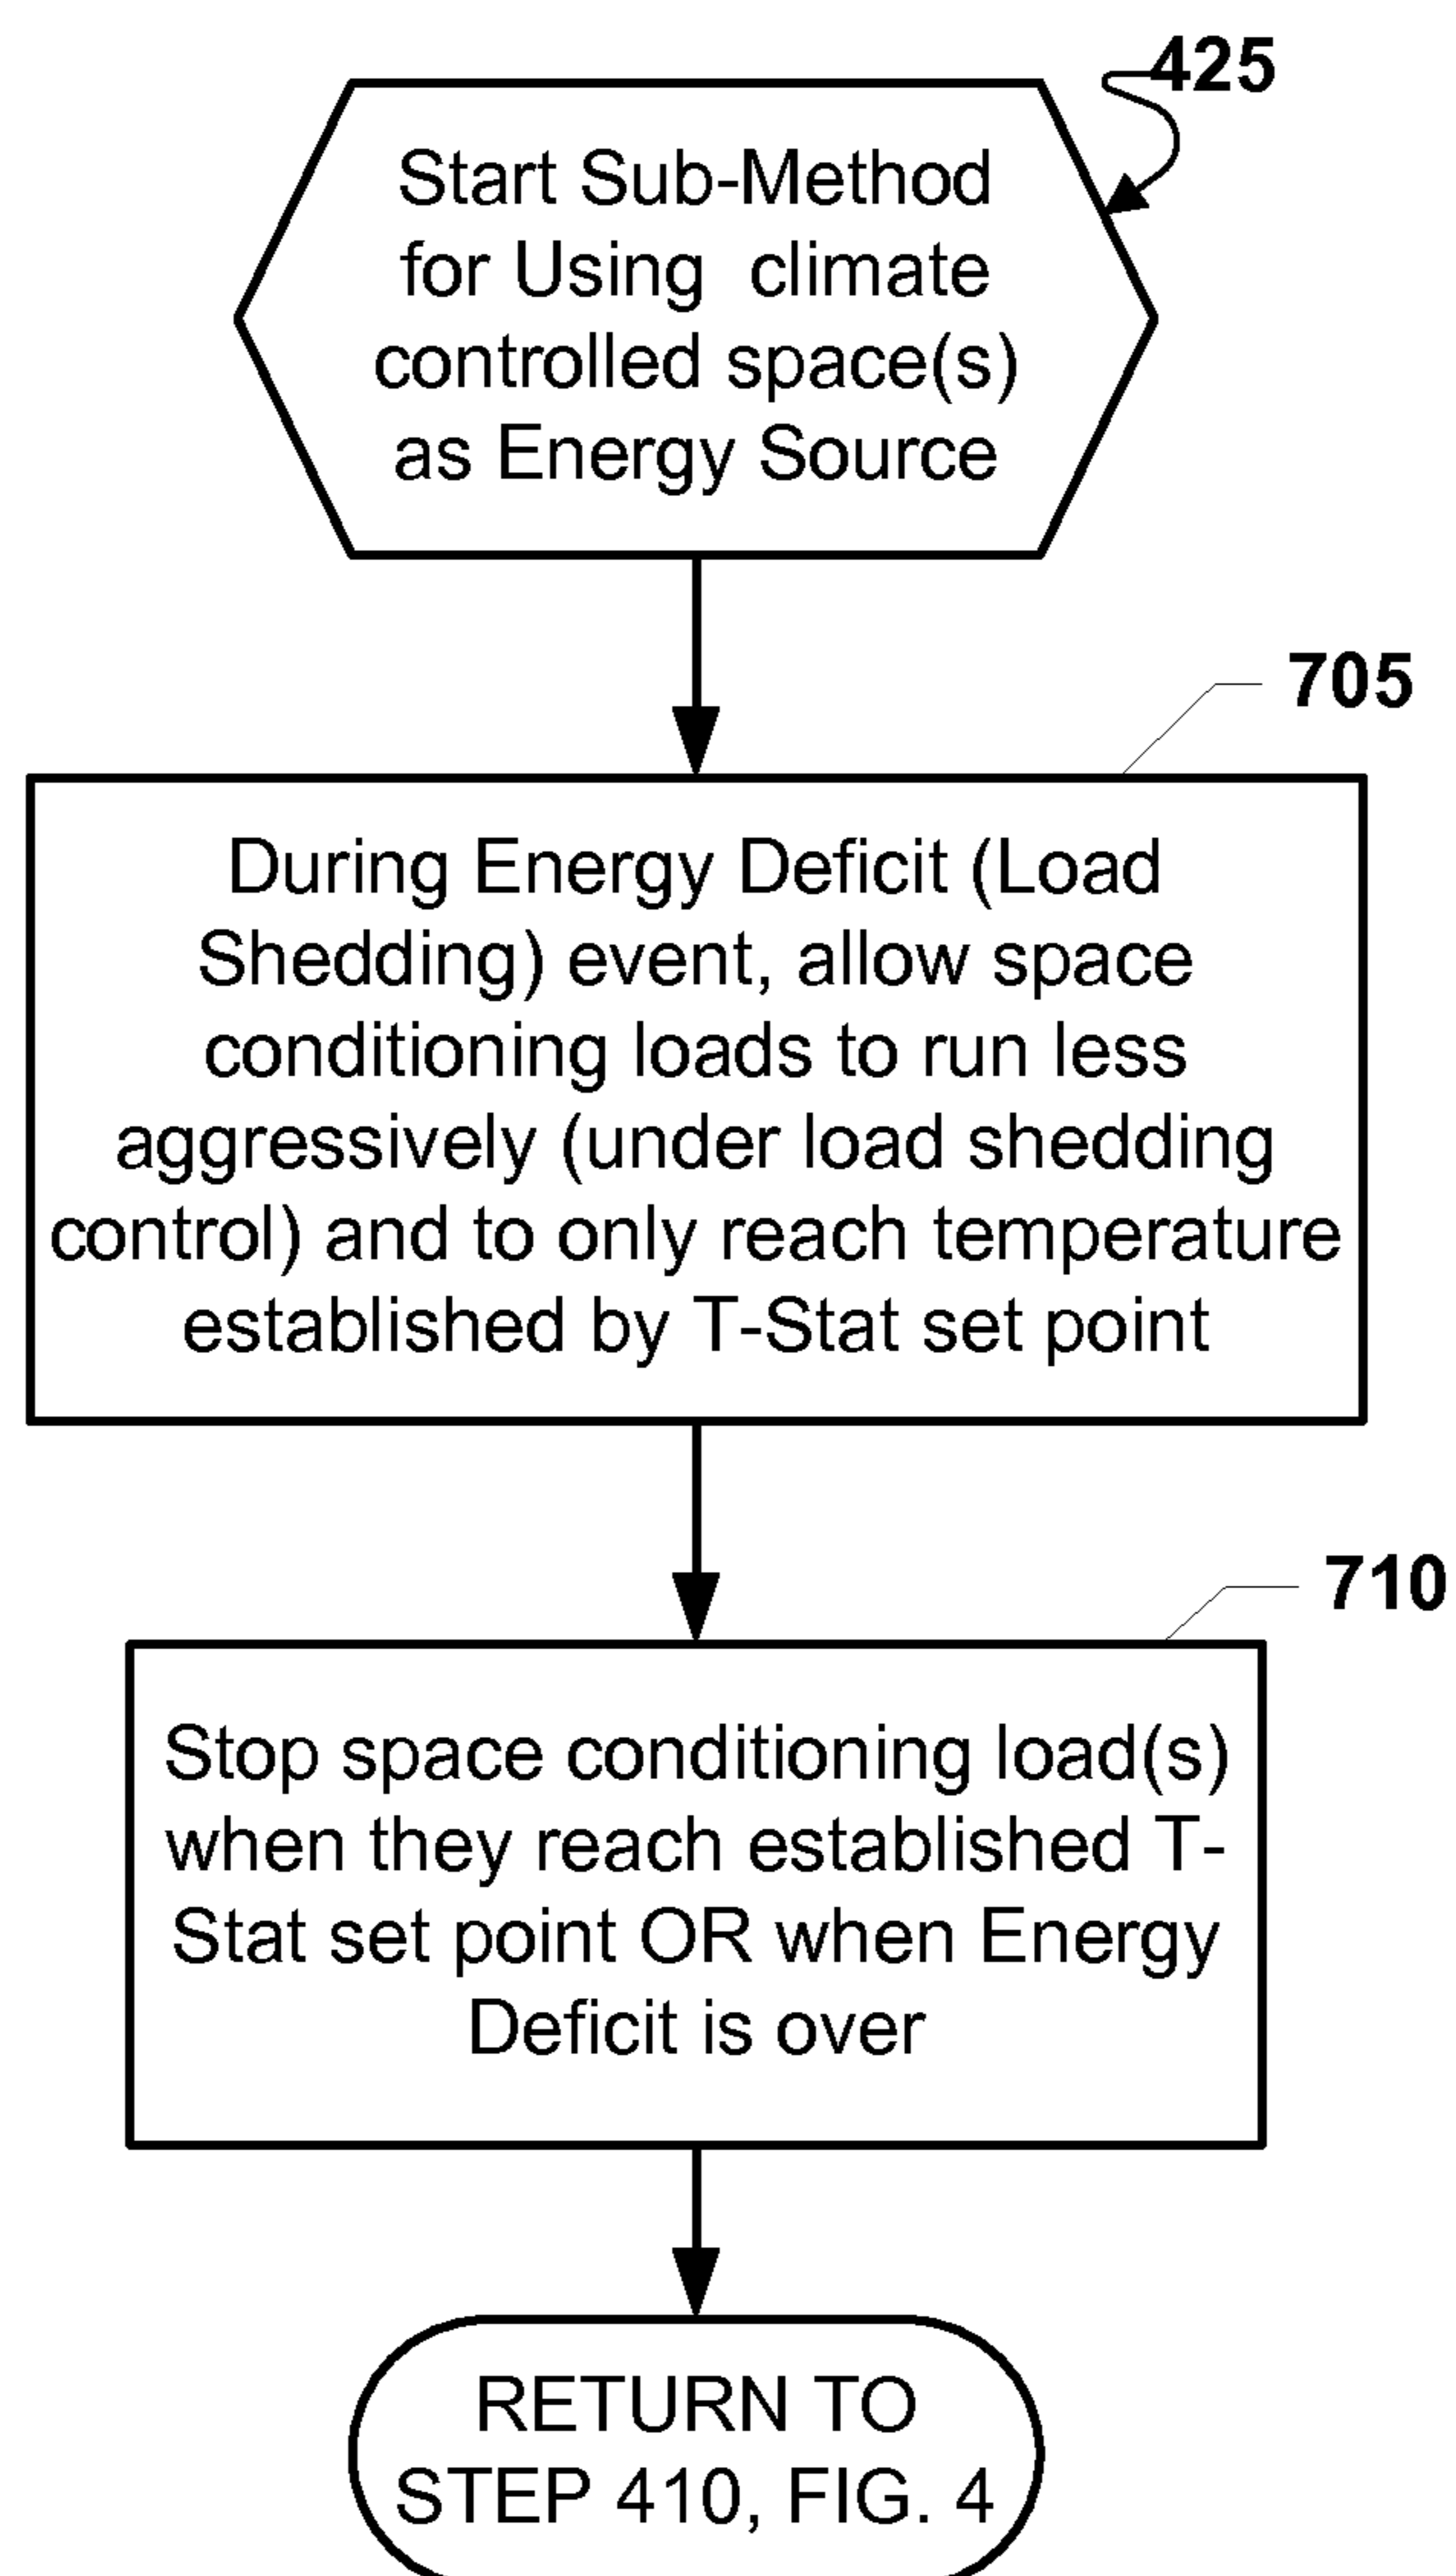 425
Start Sub-Method
for Using climate
controlled space(s)
as Energy Source
705
During Energy Deficit (Load
Shedding) event, allow space
conditioning loads to run less
aggressively (under load shedding
control) and to only reach temperature
established by T-Stat set point
710
Stop space conditioning load(s)
when they reach established T-
Stat set point OR when Energy
Deficit is over
RETURN TO
STEP 410, FIG. 4